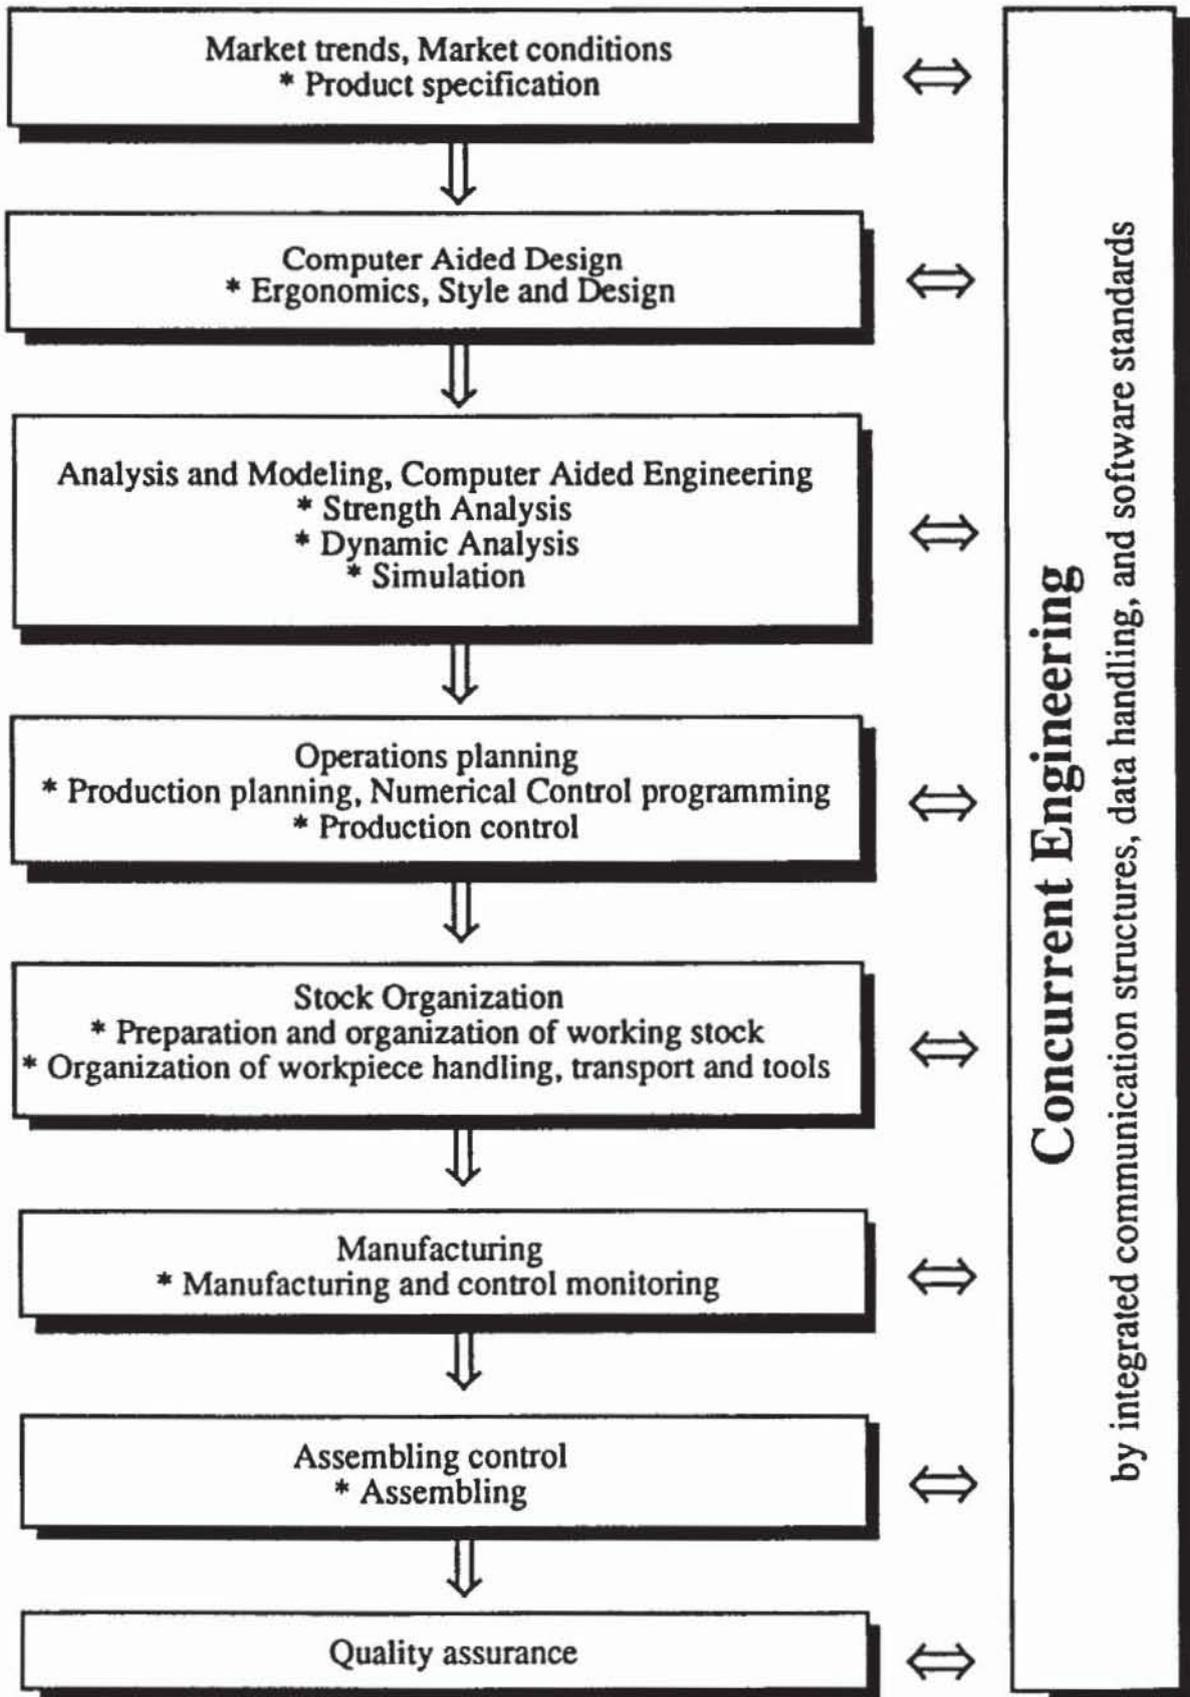 Market trends, Market conditions
* Product specification
Computer Aided Design
* Ergonomics, Style and Design
Analysis and Modeling, Computer Aided Engineering
* Strength Analysis
* Dynamic Analysis
* Simulation
Operations planning
* Production planning, Numerical Control programming
* Production control
Stock Organization
* Preparation and organization of working stock
* Organization of workpiece handling, transport and tools
Manufacturing
* Manufacturing and control monitoring
Assembling control
* Assembling
Quality assurance
Concurrent Engineering
by integrated communication structures, data handling, and software standards